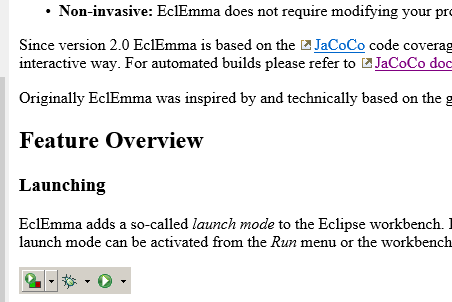 • Non-invasive: EclEmma does not require modifying your pro
Since version 2.0 EclEmma is based on the JaCoCo code coverag
interactive way. For automated builds please refer to JaCoCo doc
Originally EclEmma was inspired by and technically based on the g
Feature Overview
Launching
EclEmma adds a so-called launch mode to the Eclipse workbench.
launch mode can be activated from the Run menu or the workbench